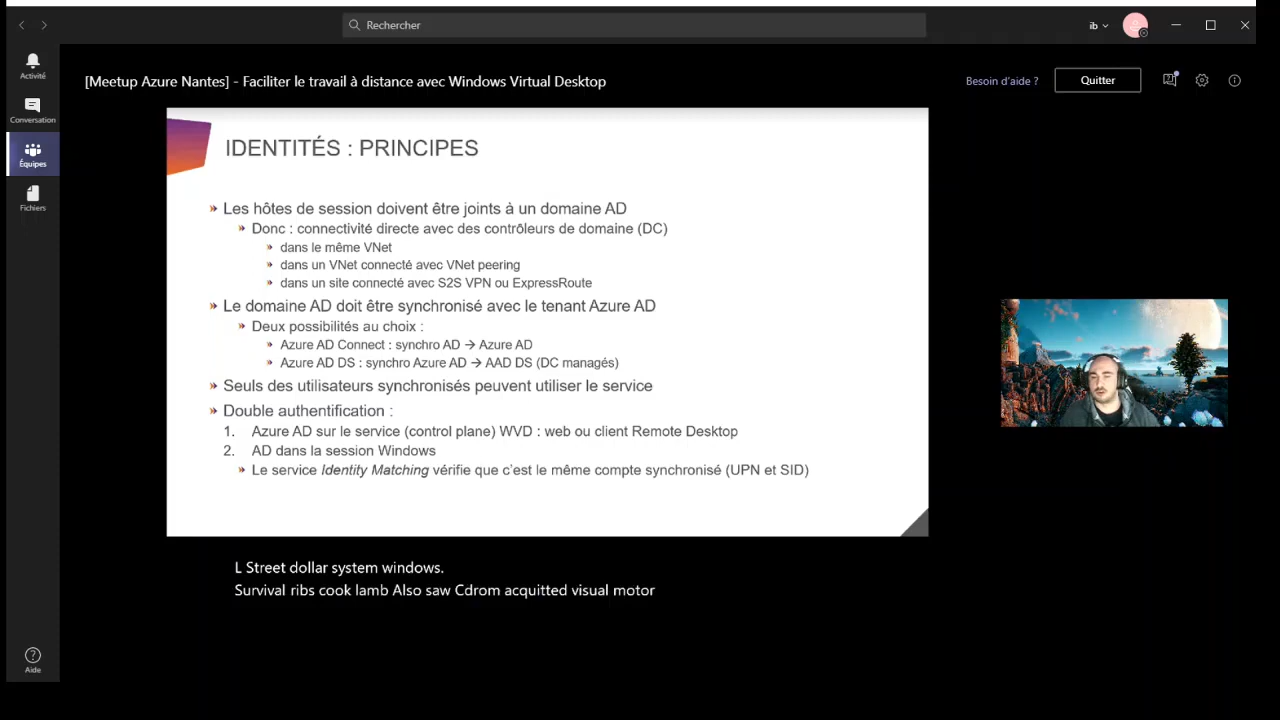 Rechercher
ib
Activité
Conversation
Équipes
Fichiers
Aide
[Meetup Azure Nantes] - Faciliter le travail à distance avec Windows Virtual Desktop
Besoin d'aide ?
Quitter
IDENTITÉS : PRINCIPES
Les hôtes de session doivent être joints à un domaine AD
Donc : connectivité directe avec des contrôleurs de domaine (DC)
dans le même VNet
dans un VNet connecté avec VNet peering
dans un site connecté avec S2S VPN ou ExpressRoute
Le domaine AD doit être synchronisé avec le tenant Azure AD
Deux possibilités au choix :
Azure AD Connect : synchro AD → Azure AD
Azure AD DS : synchro Azure AD → AAD DS (DC managés)
Seuls des utilisateurs synchronisés peuvent utiliser le service
Double authentification :
1. Azure AD sur le service (control plane) WVD : web ou client Remote Desktop
2. AD dans la session Windows
Le service Identity Matching vérifie que c'est le même compte synchronisé (UPN et SID)
L Street dollar system windows.
Survival ribs cook lamb Also saw Cdrom acquitted visual motor